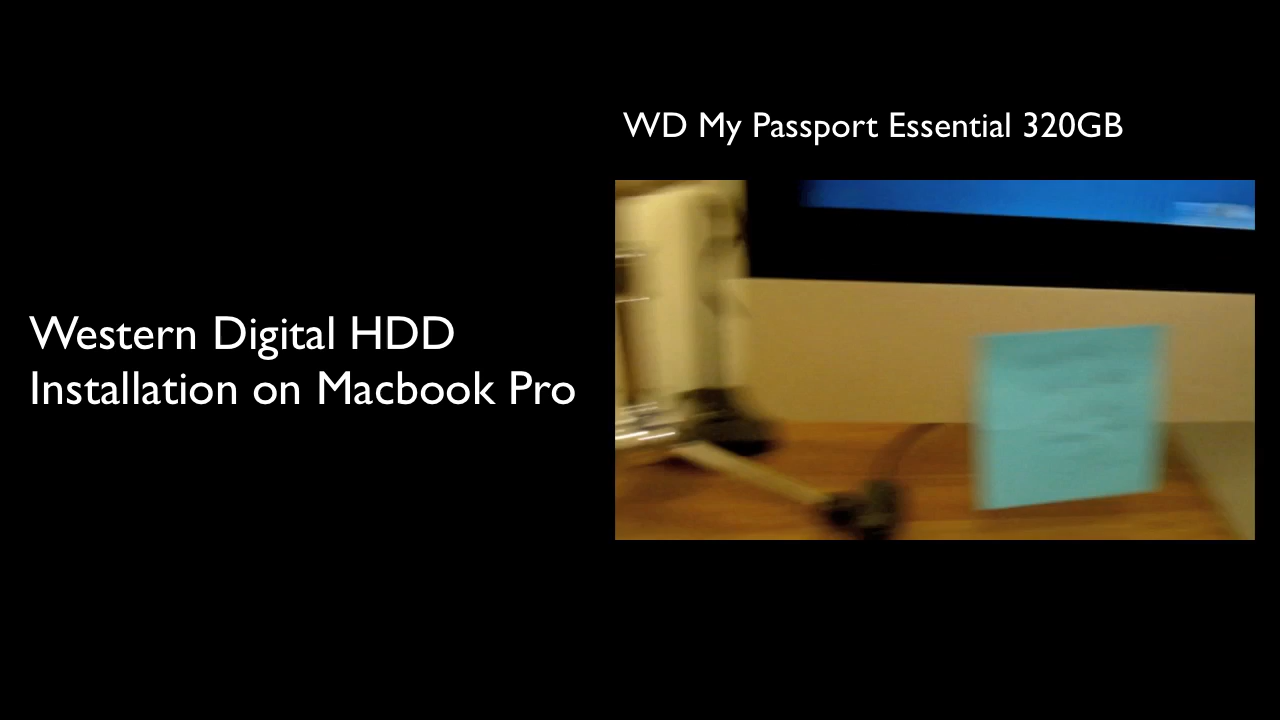 WD My Passport Essential 320GB
Western Digital HDD
Installation on Macbook Pro